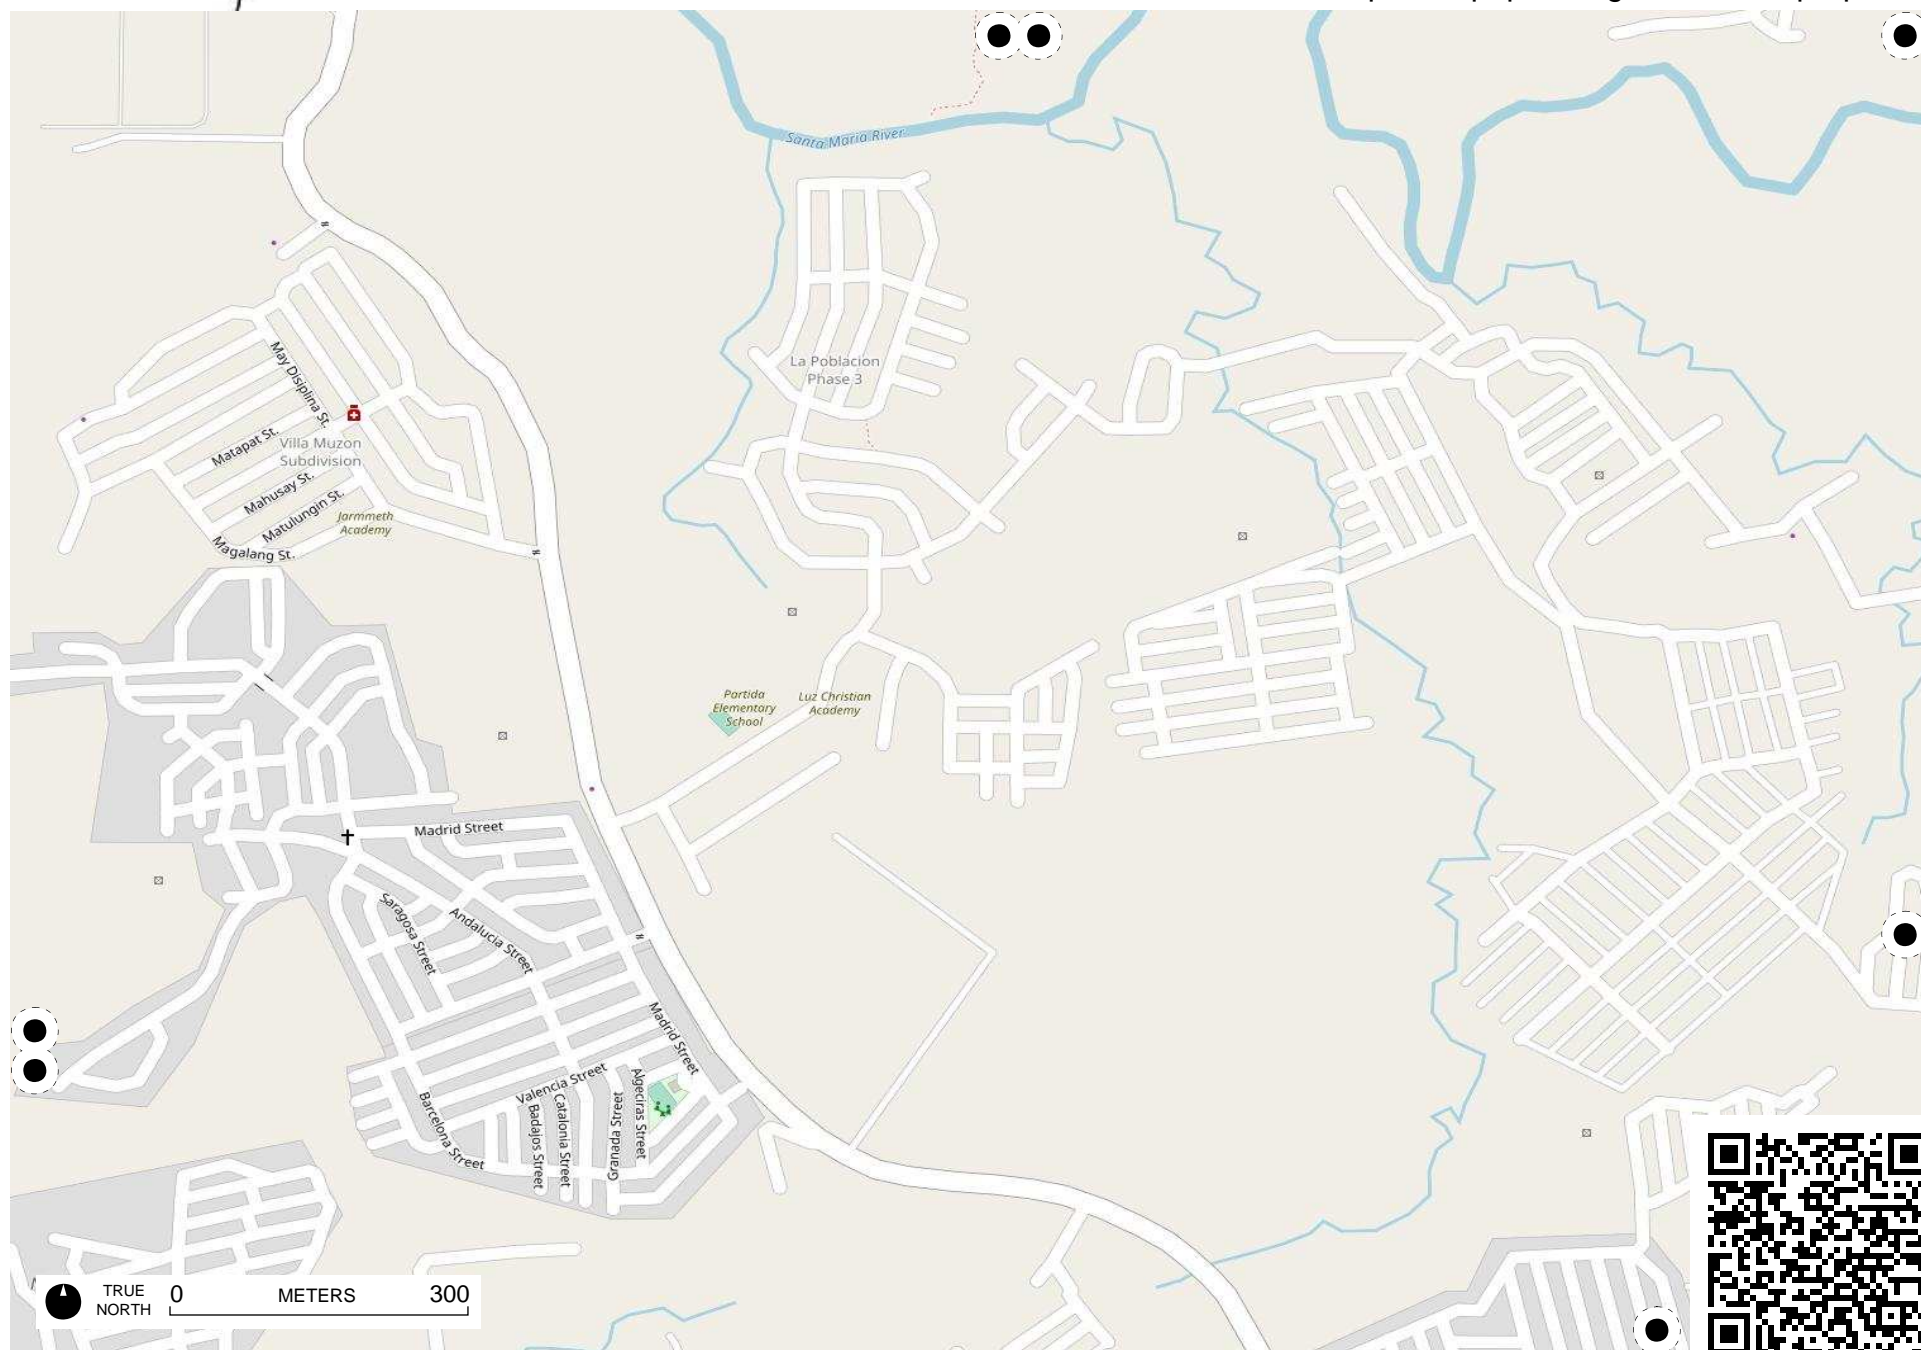 Santa Maria River
May Disiplina St.
La Poblacion
Phase 3
Matapat St.
Villa Muzon
Subdivision
Mahusay St.
Matulungin St.
Jarmmeth
Academy
Magalang St.
Partida
Elementary
School
Luz Christian
Academy
Madrid Street
Saragosa Street
Andalucia Street
Madrid Street
Valencia Street
Algeciras Street
Barcelona Street
Badajos Street
Catalonia Street
Granade Street
TRUE
NORTH
0 METERS 300